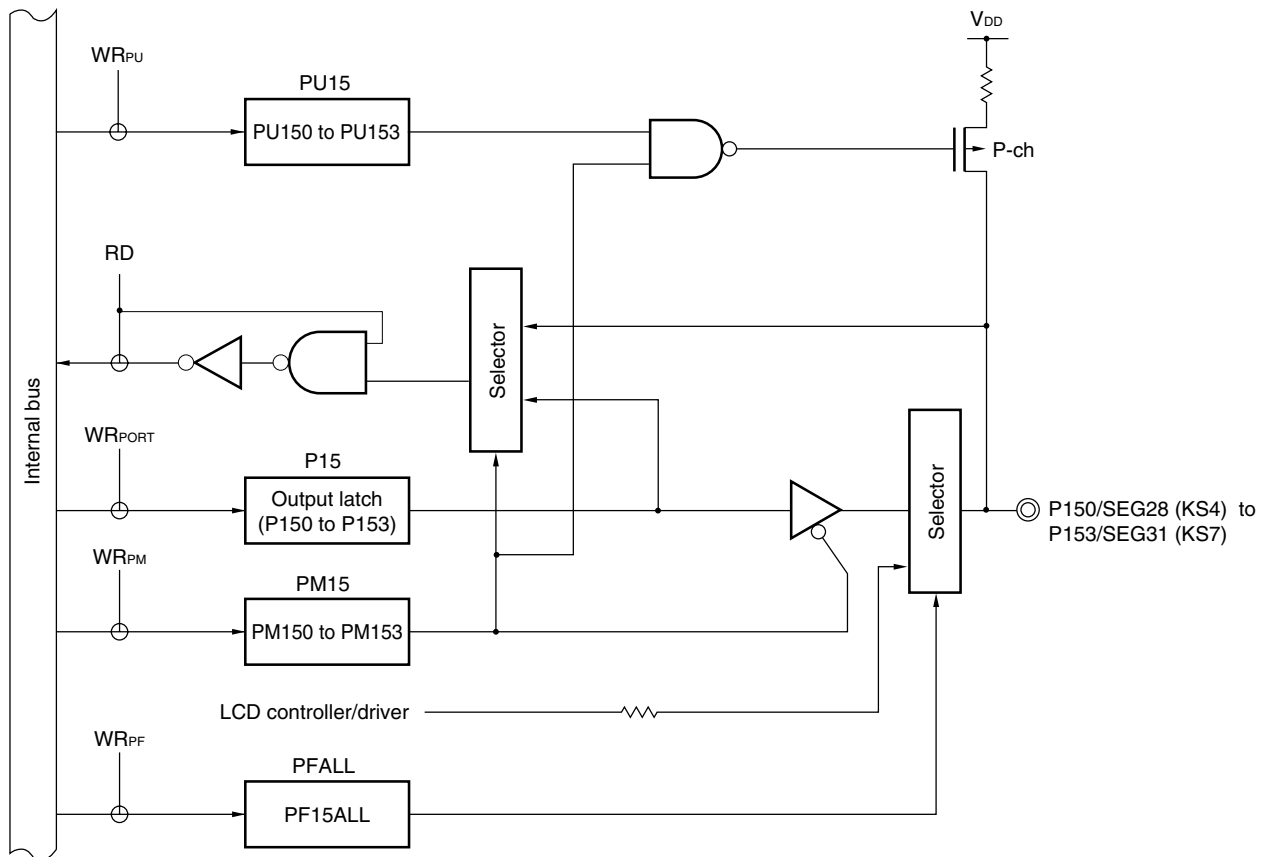 VDD
WRPU
PU15
PU150 to PU153
P-ch
RD
Selector
Internal bus
WRPORT
P15
Output latch
(P150 to P153)
Selector
P150/SEG28 (KS4) to
P153/SEG31 (KS7)
WRPM
PM15
PM150 to PM153
LCD controller/driver
WRPF
PFALL
PF15ALL